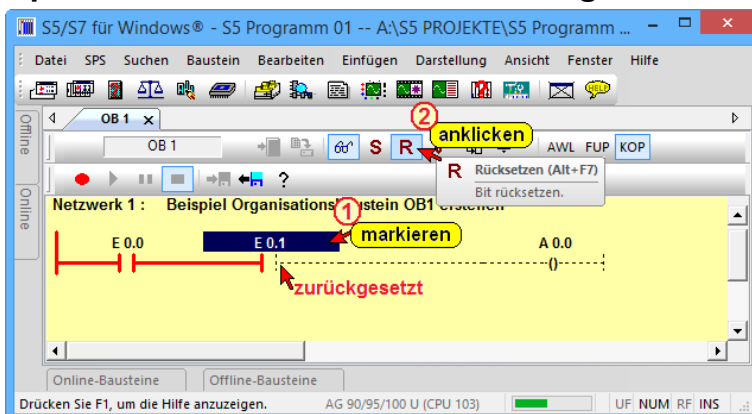 S5/S7 für Windows® - S5 Programm 01 -- A:\S5 PROJEKTE\S5 Programm ...
Datei SPS Suchen Baustein Bearbeiten Einfügen Darstellung Ansicht Fenster Hilfe
HELP
OB 1 x
2
anklicken
Offline
OB 1
S R
AWL FUP KOP
R Rücksetzen (Alt+F7)
Bit rücksetzen.
?
Online
Netzwerk 1 : Beispiel Organisationsbaustein OB1 erstellen
1
markieren
E 0.0 E 0.1 A 0.0
()
zurückgesetzt
Online-Bausteine Offline-Bausteine
Drücken Sie F1, um die Hilfe anzuzeigen. AG 90/95/100 U (CPU 103) UF NUM RF INS